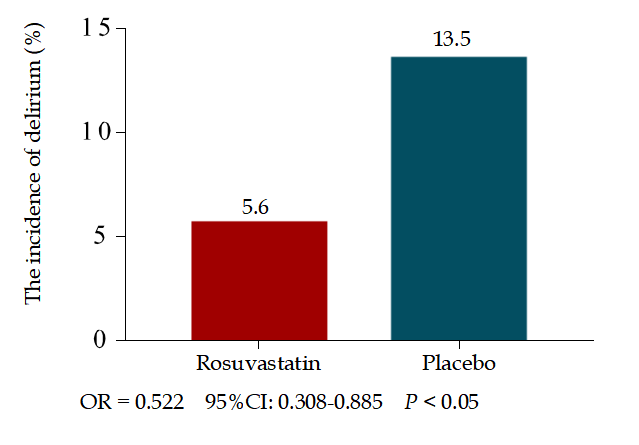 The incidence of delirium (%)
15
13.5
10
5.6
5
0
Rosuvastatin Placebo
OR = 0.522 95%CI: 0.308-0.885 P < 0.05